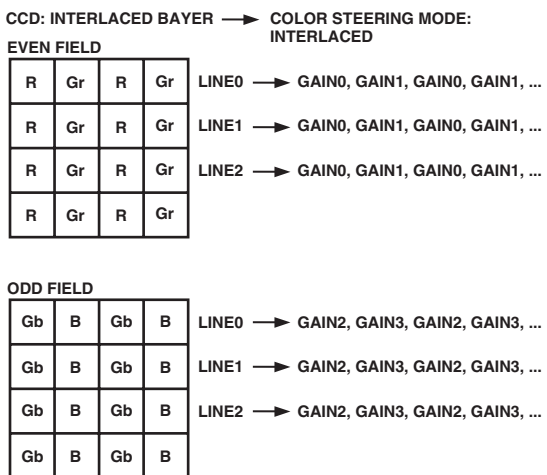 CCD: INTERLACED BAYER → COLOR STEERING MODE:
INTERLACED
EVEN FIELD
R Gr R Gr LINE0 → GAIN0, GAIN1, GAIN0, GAIN1, ...
R Gr R Gr LINE1 → GAIN0, GAIN1, GAIN0, GAIN1, ...
R Gr R Gr LINE2 → GAIN0, GAIN1, GAIN0, GAIN1, ...
R Gr R Gr
ODD FIELD
Gb B Gb B LINE0 → GAIN2, GAIN3, GAIN2, GAIN3, ...
Gb B Gb B LINE1 → GAIN2, GAIN3, GAIN2, GAIN3, ...
Gb B Gb B LINE2 → GAIN2, GAIN3, GAIN2, GAIN3, ...
Gb B Gb B